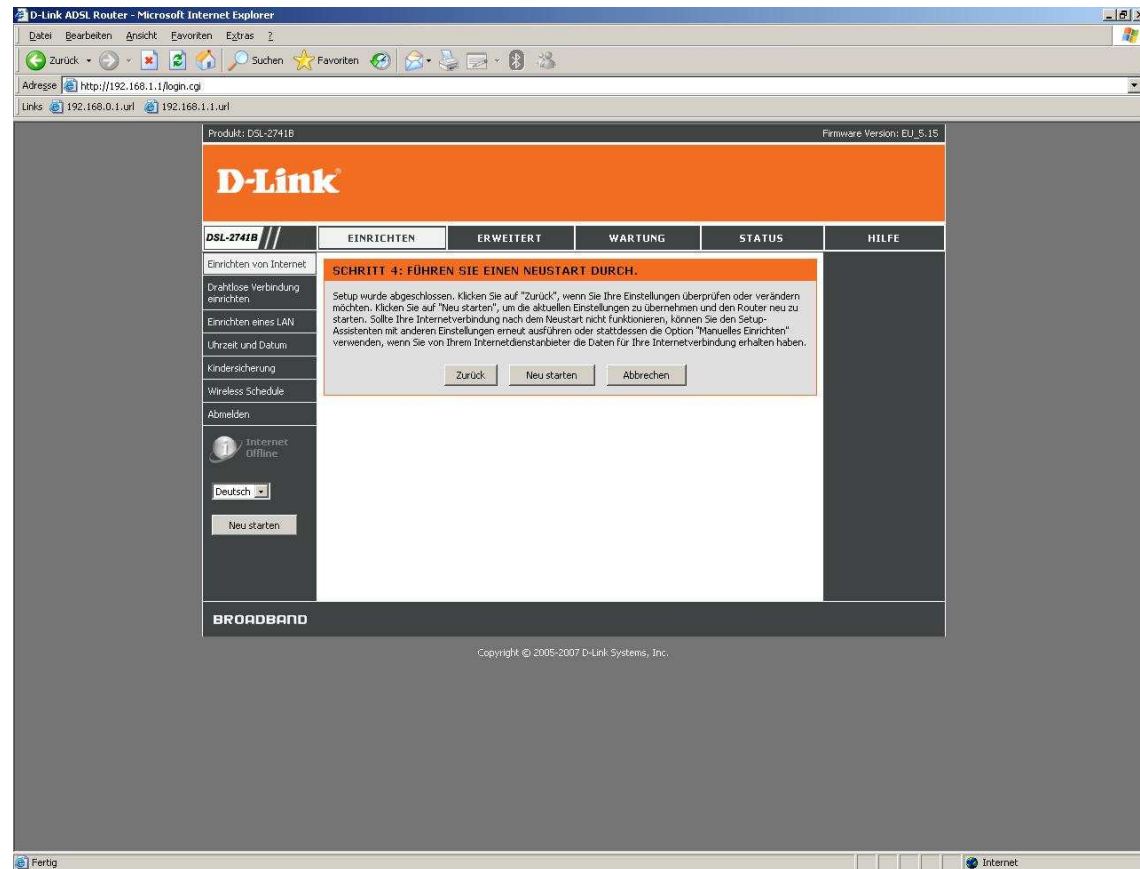 D-Link ADSL Router - Microsoft Internet Explorer
Datei Bearbeiten Ansicht Favoriten Extras ?
Zurück Suchen Favoriten
Adresse http://192.168.1.1/login.cgi
Links 192.168.0.1.url 192.168.1.1.url
Produkt: DSL-2741B Firmware Version: EU_5.15
D-Link
DSL-2741B EINRICHTEN ERWEITERT WARTUNG STATUS HILFE
Einrichten von Internet
Drahtlose Verbindung
einrichten
Einrichten eines LAN
Uhrzeit und Datum
Kindersicherung
Wireless Schedule
Abmelden
Internet
Offline
Deutsch
Neu starten
SCHRITT 4: FÜHREN SIE EINEN NEUSTART DURCH.
Setup wurde abgeschlossen. Klicken Sie auf "Zurück", wenn Sie Ihre Einstellungen überprüfen oder verändern
möchten. Klicken Sie auf "Neu starten", um die aktuellen Einstellungen zu übernehmen und den Router neu zu
starten. Sollte Ihre Internetverbindung nach dem Neustart nicht funktionieren, können Sie den Setup-
Assistenten mit anderen Einstellungen erneut ausführen oder stattdessen die Option "Manuelles Einrichten"
verwenden, wenn Sie von Ihrem Internetdienstanbieter die Daten für Ihre Internetverbindung erhalten haben.
Zurück Neu starten Abbrechen
BROADBAND
Copyright © 2005-2007 D-Link Systems, Inc.
Fertig Internet